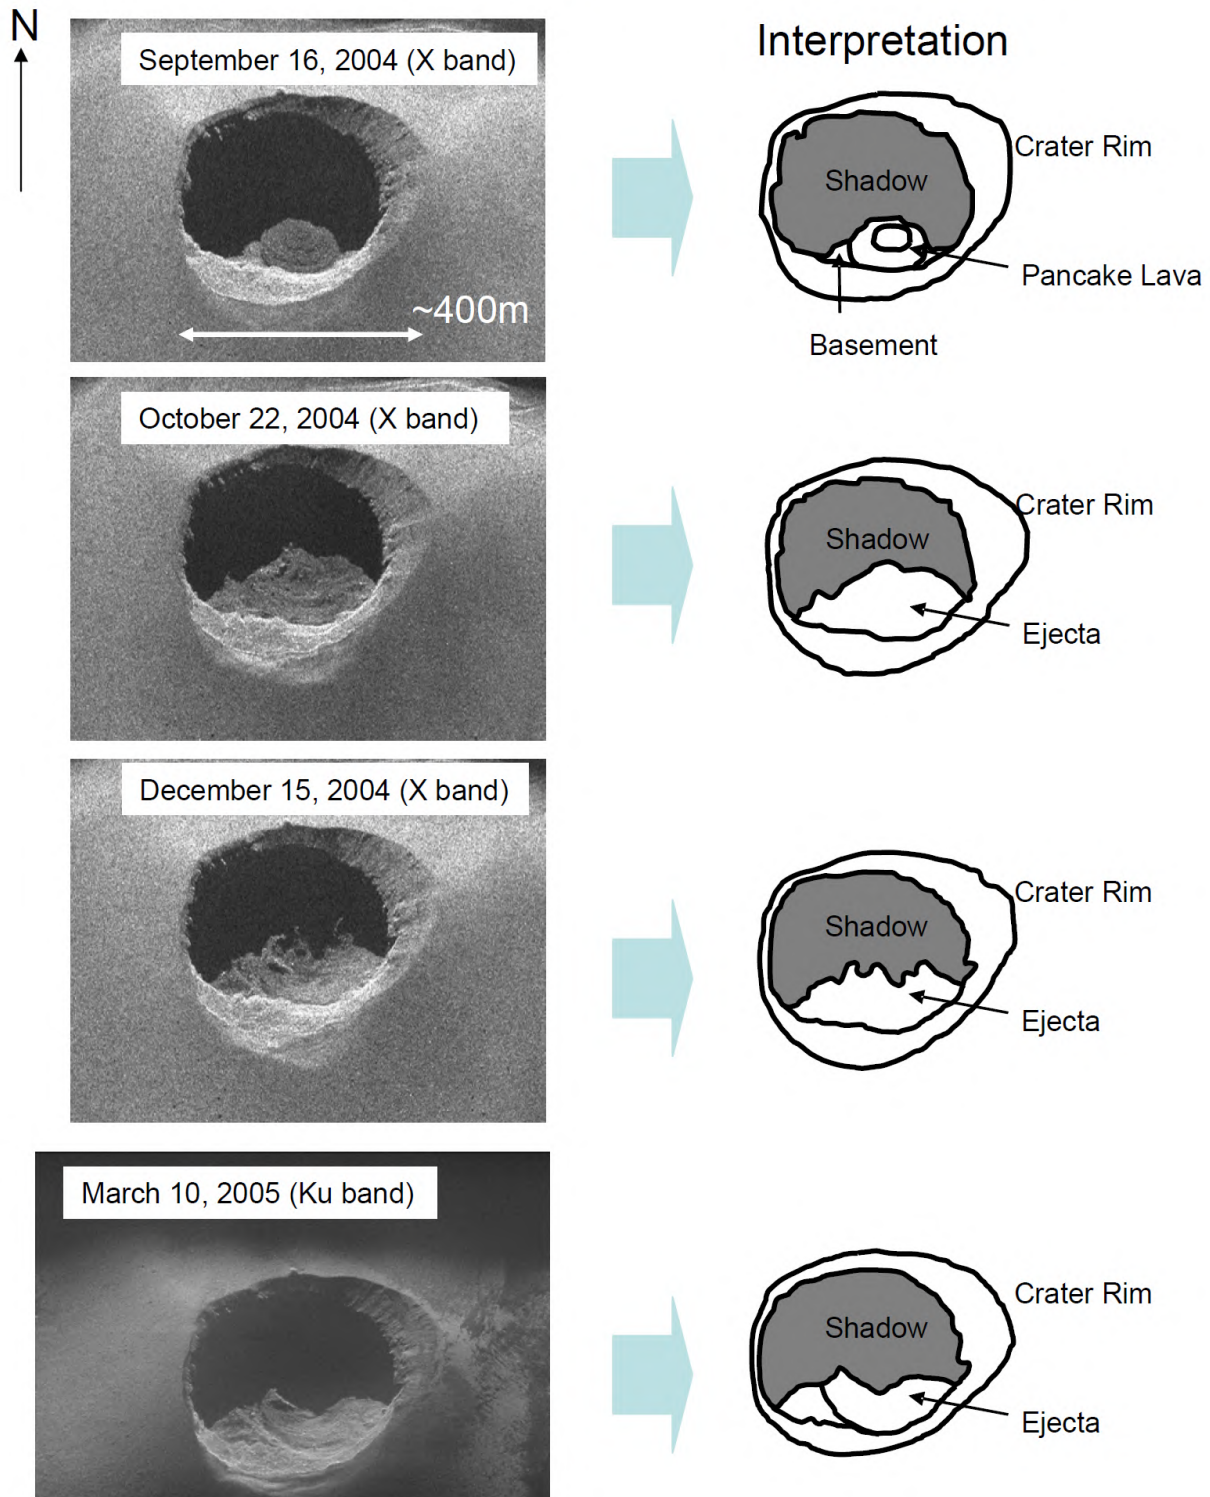 N
September 16, 2004 (X band)
Interpretation
Crater Rim
Shadow
Pancake Lava
~400m
Basement
October 22, 2004 (X band)
Crater Rim
Shadow
Ejecta
December 15, 2004 (X band)
Crater Rim
Shadow
Ejecta
March 10, 2005 (Ku band)
Crater Rim
Shadow
Ejecta